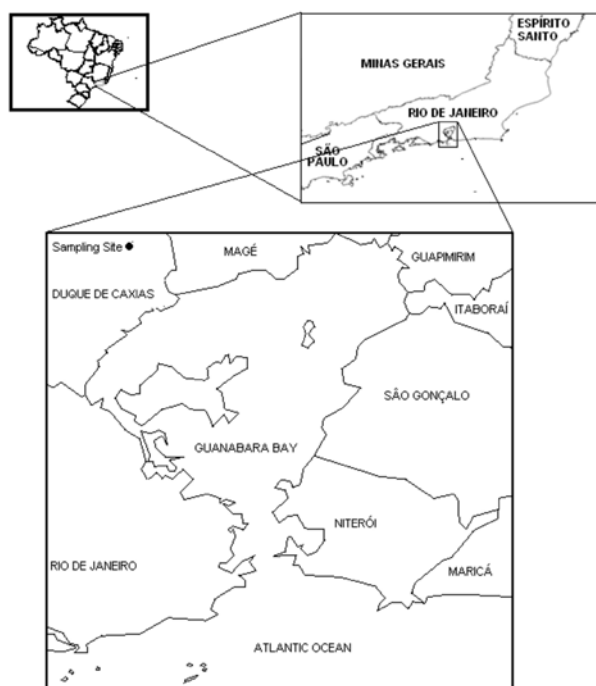 ESPÍRITO
SANTO
MINAS GERAIS
RIO DE JANEIRO
SÃO
PAULO
Sampling Site
MAGÉ
GUAPIMIRIM
DUQUE DE CAXIAS
ITABORAÍ
SÂO GONÇALO
GUANABARA BAY
NITERÓI
RIO DE JANEIRO
MARICÁ
ATLANTIC OCEAN